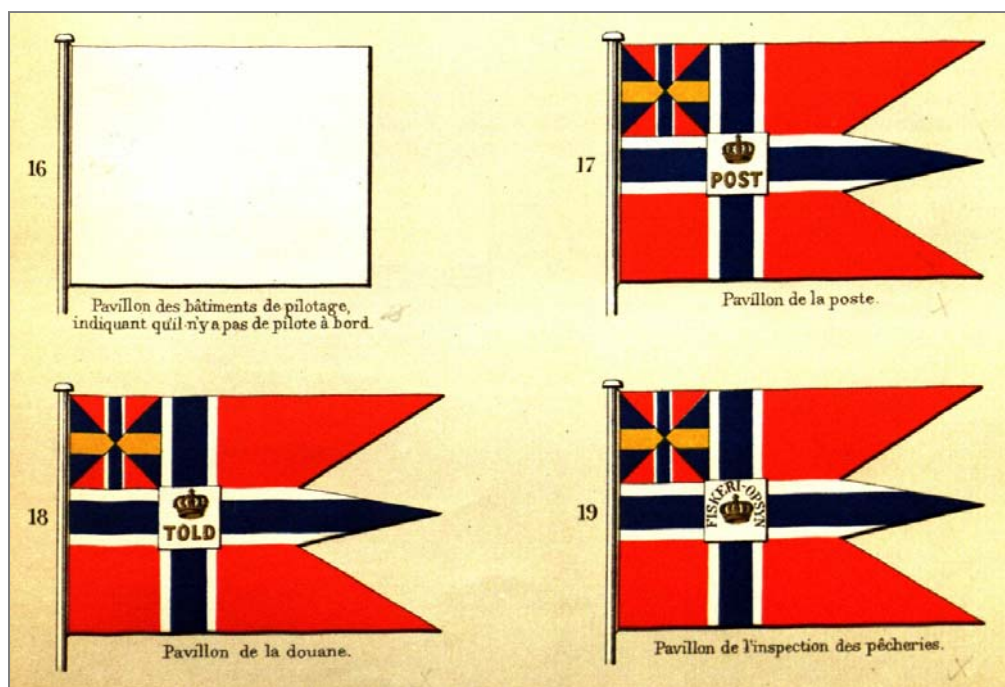 16
Pavillon des bâtiments de pilotage,
indiquant qu'il n'y a pas de pilote à bord.
17
POST
Pavillon de la poste.
18
TOLD
Pavillon de la douane.
19
FISKERI-OPSYN
Pavillon de l'inspection des pêcheries.